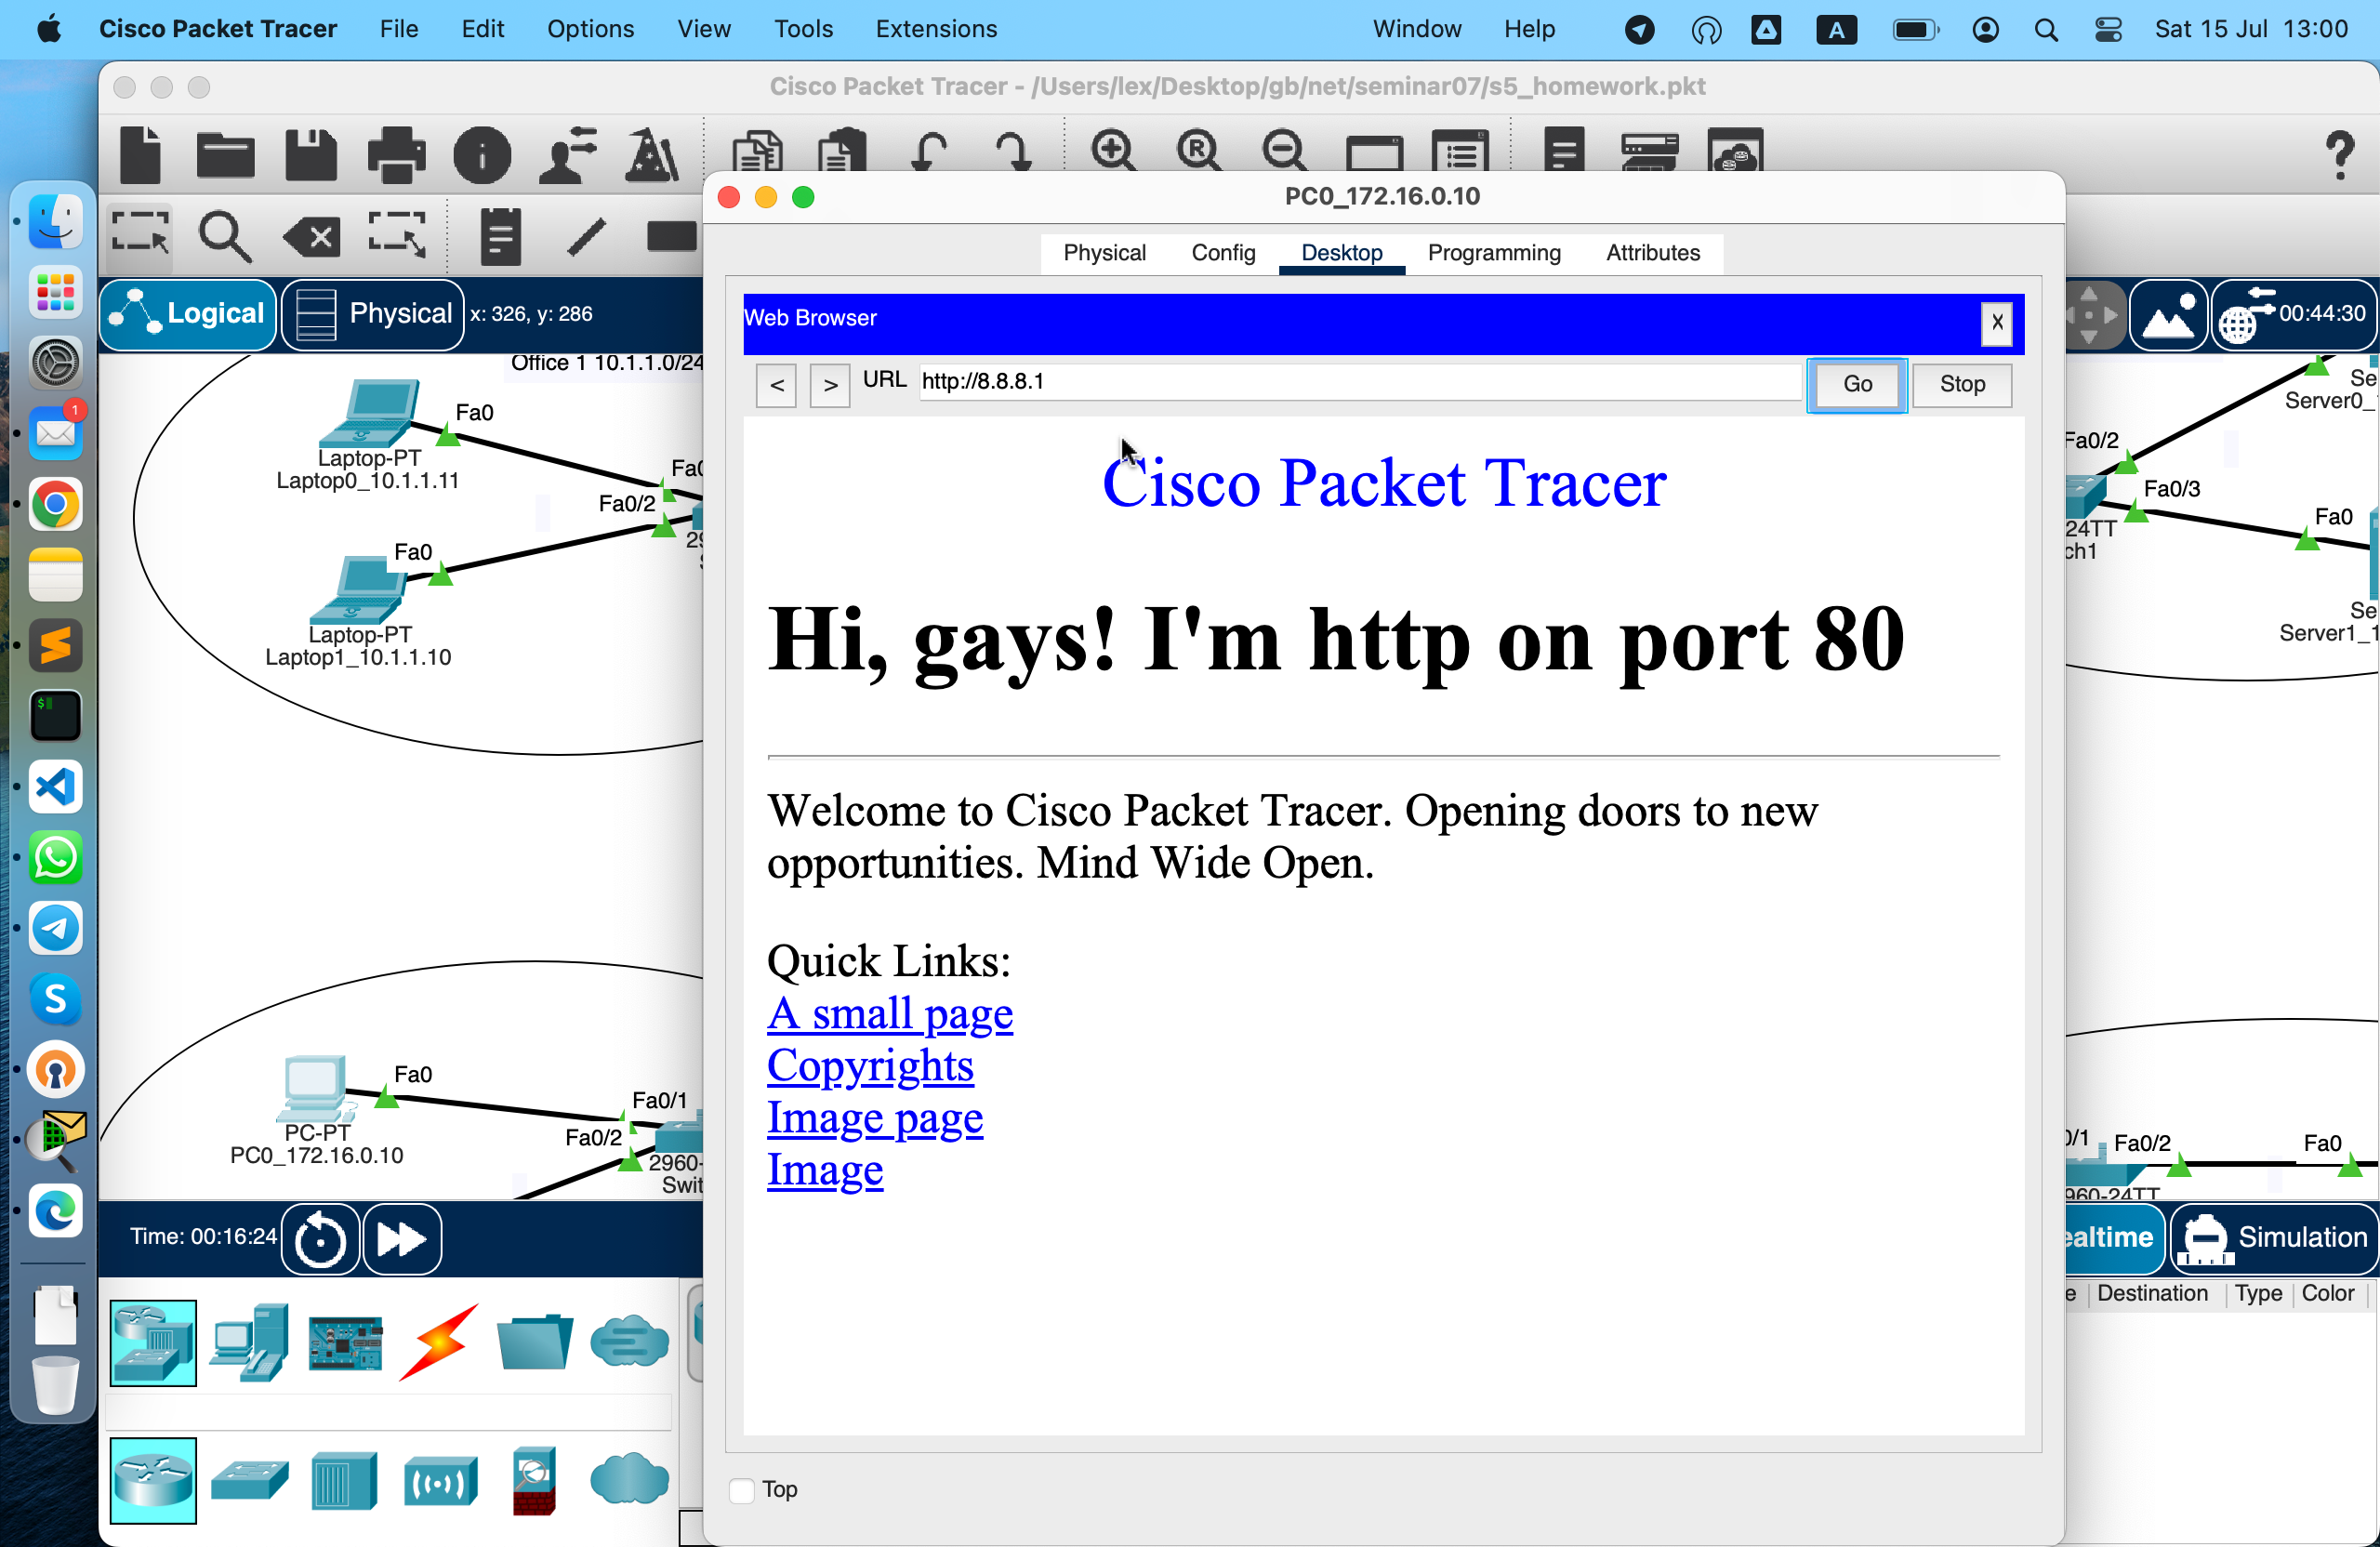 Cisco Packet Tracer File Edit Options View Tools Extensions Window Help A Sat 15 Jul 13:00
Cisco Packet Tracer - /Users/lex/Desktop/gb/net/seminar07/s5_homework.pkt
PC0_172.16.0.10
Physical Config Desktop Programming Attributes
Logical Physical x: 326, y: 286
00:44:30
Web Browser X
< > URL http://8.8.8.1 Go Stop
Office 1 10.1.1.0/24
Fa0
Laptop-PT
Laptop0_10.1.1.11
Fa0/2
Fa0
Laptop-PT
Laptop1_10.1.1.10
Cisco Packet Tracer
Hi, gays! I'm http on port 80
Welcome to Cisco Packet Tracer. Opening doors to new
opportunities. Mind Wide Open.
Quick Links:
A small page
Copyrights
Image page
Image
Server0_
Fa0/2
Fa0/3
Fa0
24TT
ch1
Se
Server1_1
Fa0
PC-PT
PC0_172.16.0.10
Fa0/1
Fa0/2
2960-
Swit
/1 Fa0/2 Fa0
960-24TT
Time: 00:16:24
ealtime Simulation
e Destination Type Color
Top